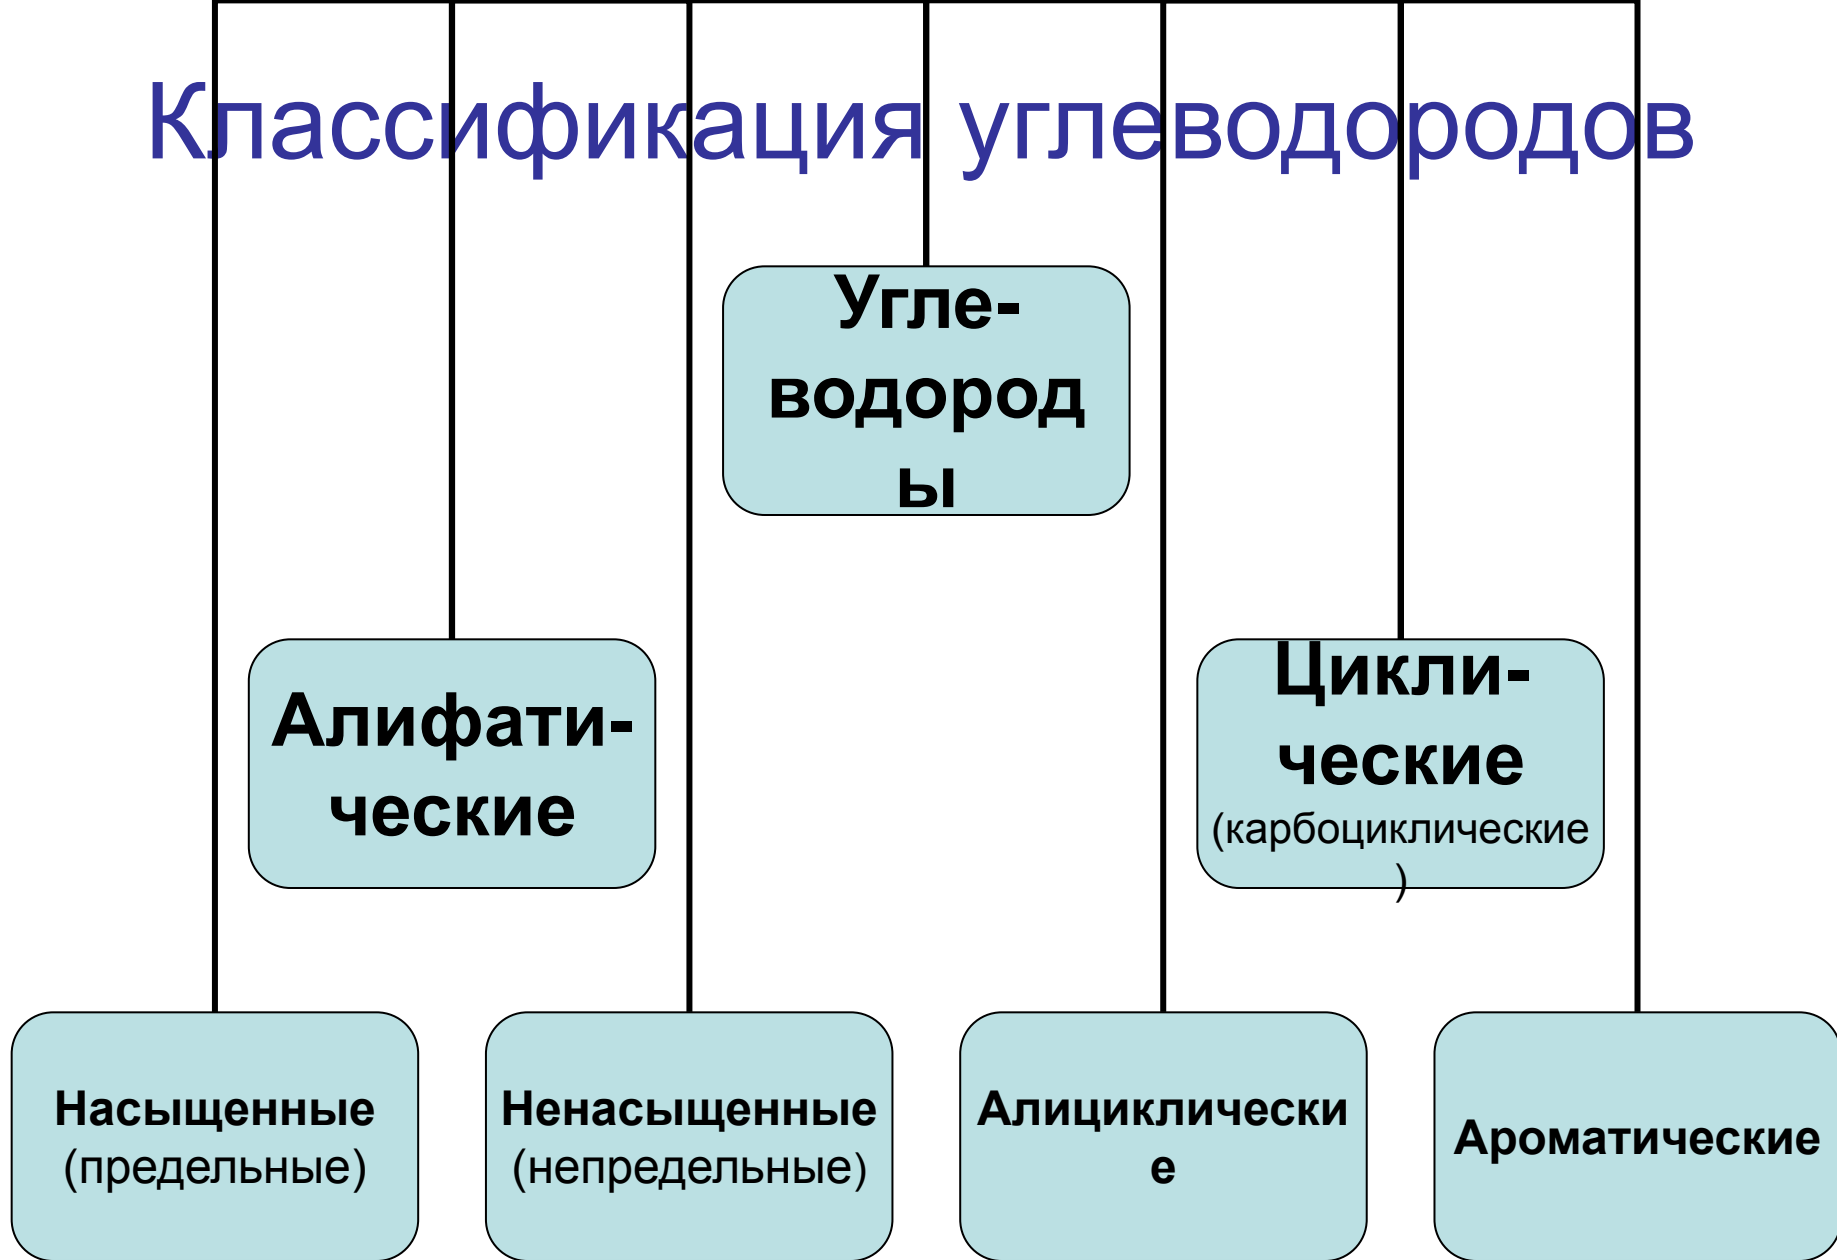 Классификация углеводородов
Угле-
водород
ы
Алифати-
ческие
Цикли-
ческие
(карбоциклические
)
Насыщенные
(предельные)
Ненасыщенные
(непредельные)
Алициклически
е
Ароматические